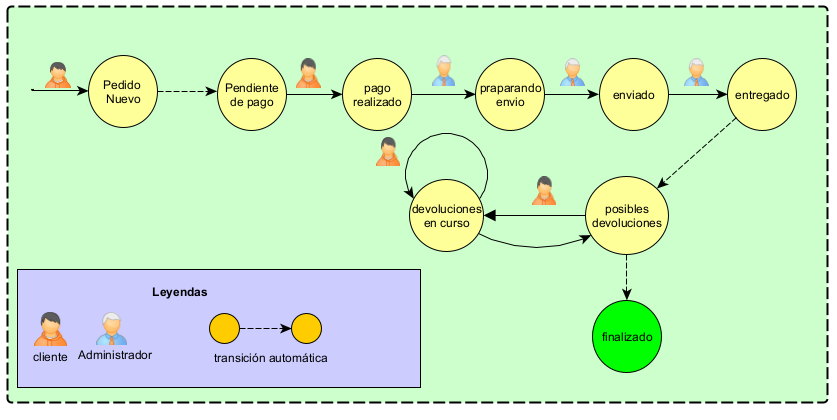 Pedido
Nuevo
Pendiente
de pago
pago
realizado
praparando
envio
enviado
entregado
devoluciones
en curso
posibles
devoluciones
finalizado
Leyendas
cliente
Administrador
transición automática